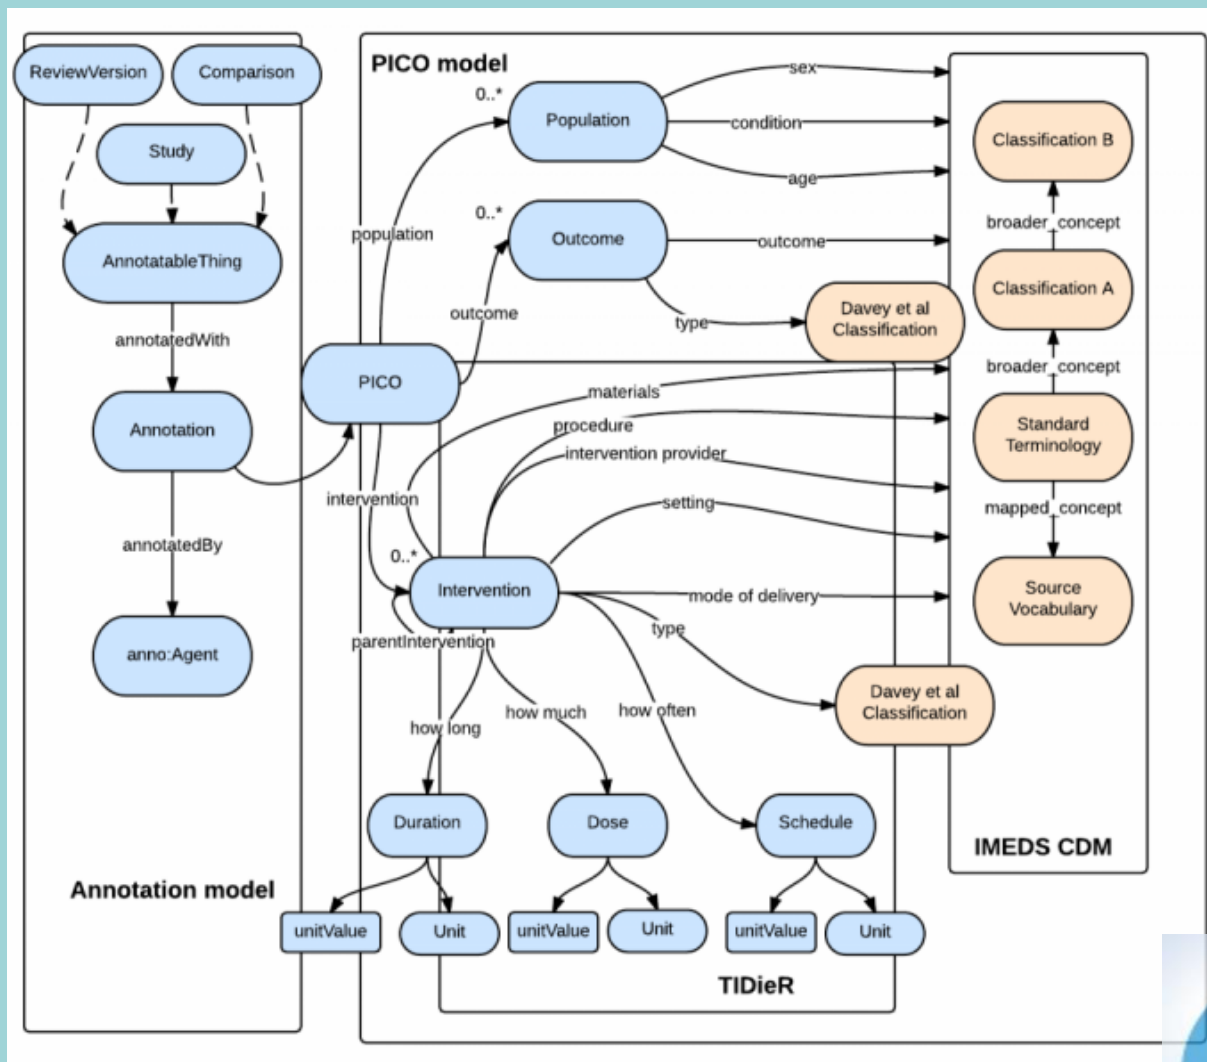 ReviewVersion
Comparison
Study
AnnotatableThing
annotatedWith
Annotation
annotatedBy
anno:Agent
Annotation model
PICO model
0..*
Population
sex
condition
age
population
0..*
Outcome
outcome
outcome
type
Davey et al
Classification
PICO
materials
procedure
intervention provider
intervention
setting
0..*
Intervention
mode of delivery
parentIntervention
type
Davey et al
Classification
how long
how much
how often
Duration
Dose
Schedule
unitValue
Unit
unitValue
Unit
unitValue
Unit
TIDieR
Classification B
broader_concept
Classification A
broader_concept
Standard
Terminology
mapped_concept
Source
Vocabulary
IMEDS CDM